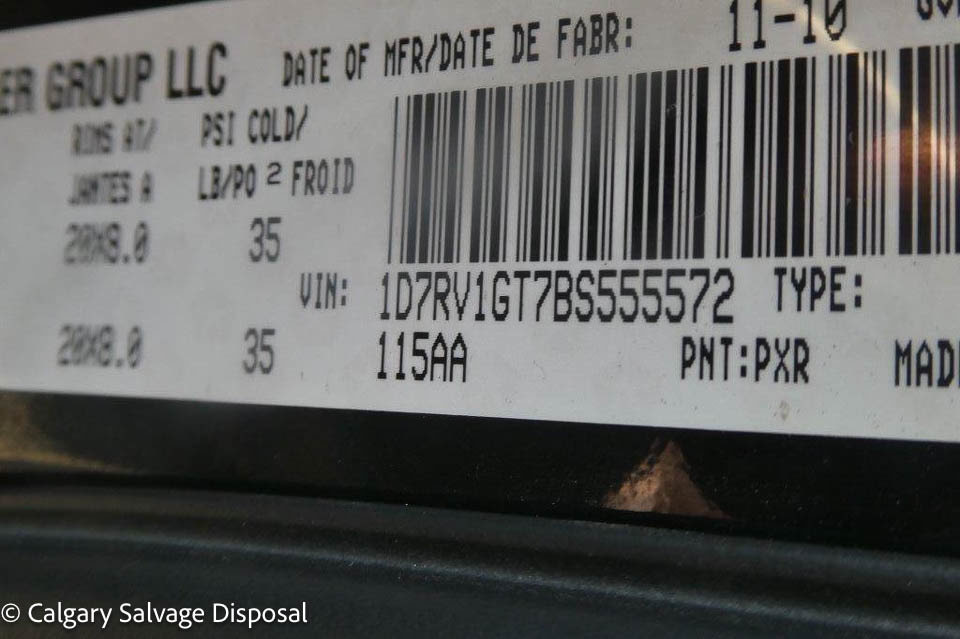 ER GROUP LLC DATE OF MFR/DATE DE FABR: 11-10
RIMS AT/ PSI COLD/
JANTES A LB/PO 2 FROID
20X8.0 35
VIN: 1D7RV1GT7BS555572 TYPE:
20X8.0 35 115AA PNT:PXR MADE
© Calgary Salvage Disposal